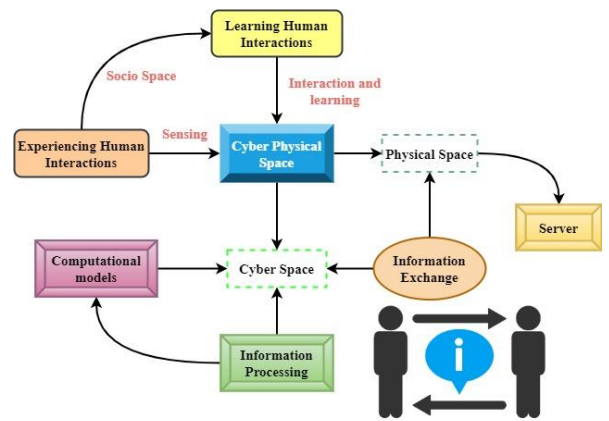 Learning Human
Interactions
Socio Space
Interaction and
learning
Experiencing Human
Interactions
Sensing
Cyber Physical
Space
Physical Space
Server
Computational
models
Cyber Space
Information
Exchange
Information
Processing
i